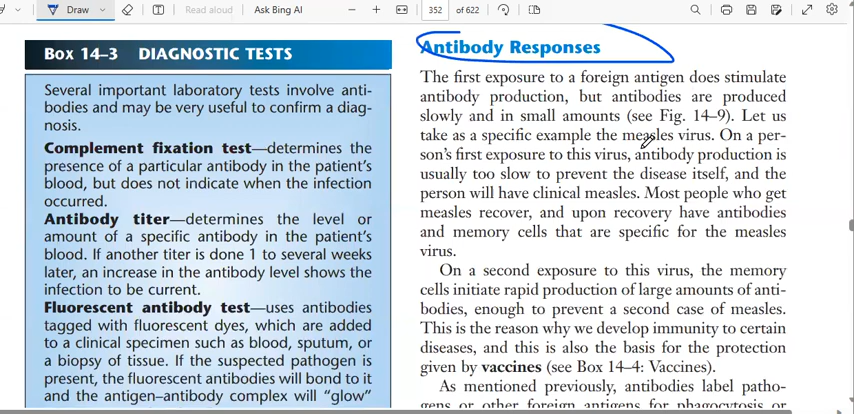 Draw
Read aloud
Ask Bing AI
352
of 622
Box 14–3 DIAGNOSTIC TESTS
Several important laboratory tests involve anti-
bodies and may be very useful to confirm a diag-
nosis.
Complement fixation test—determines the
presence of a particular antibody in the patient's
blood, but does not indicate when the infection
occurred.
Antibody titer—determines the level or
amount of a specific antibody in the patient's
blood. If another titer is done 1 to several weeks
later, an increase in the antibody level shows the
infection to be current.
Fluorescent antibody test—uses antibodies
tagged with fluorescent dyes, which are added
to a clinical specimen such as blood, sputum, or
a biopsy of tissue. If the suspected pathogen is
present, the fluorescent antibodies will bond to it
and the antigen–antibody complex will "glow"
Antibody Responses
The first exposure to a foreign antigen does stimulate
antibody production, but antibodies are produced
slowly and in small amounts (see Fig. 14–9). Let us
take as a specific example the measles virus. On a per-
son's first exposure to this virus, antibody production is
usually too slow to prevent the disease itself, and the
person will have clinical measles. Most people who get
measles recover, and upon recovery have antibodies
and memory cells that are specific for the measles
virus.
On a second exposure to this virus, the memory
cells initiate rapid production of large amounts of anti-
bodies, enough to prevent a second case of measles.
This is the reason why we develop immunity to certain
diseases, and this is also the basis for the protection
given by vaccines (see Box 14–4: Vaccines).
As mentioned previously, antibodies label patho-
gens or other foreign antigens for phagocytosis or